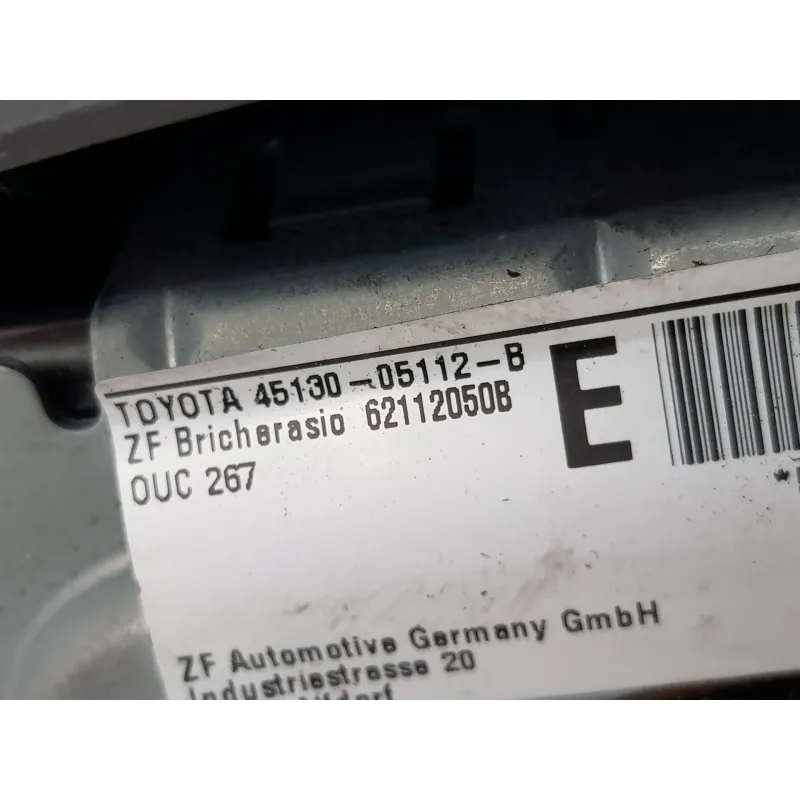 TOYOTA 45130-05112-B
ZF Bricherasio 62112050B
OUC 267
E
ZF Automotive Germany GmbH
Industriestrasse 20